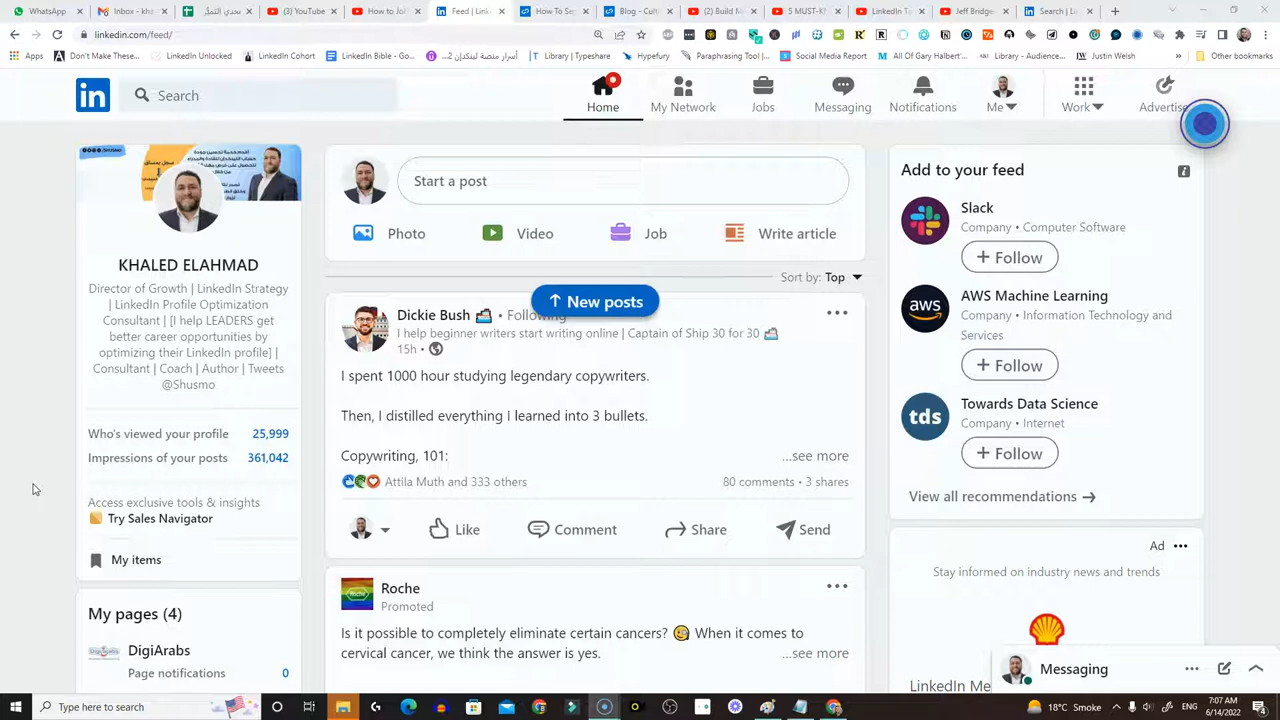 WhatsApp
Inbox - kha
(3) YouTube
How to Joi
Feed | Link
How To Se
Blog – Cult
(2) Build M
5 MUST-K
LinkedIn Ta
Jeff Bridge
Search | Li
linkedin.com/feed/
Apps
Don't Make These...
LinkedIn Unlocked
LinkedIn Cohort
LinkedIn Bible - Go...
Library | Typeshare
Hypefury
Paraphrasing Tool |...
Social Media Report
All Of Gary Halbert'...
Library - Audience...
Justin Welsh
»
Other bookmarks
in
Search
Home
My Network
Jobs
Messaging
Notifications
Me
Work
Advertise
KHALED ELAHMAD
Director of Growth | LinkedIn Strategy
| LinkedIn Profile Optimization
Consultant | [I help LEADERS get
better career opportunities by
optimizing their LinkedIn profile] |
Consultant | Coach | Author | Tweets
@Shusmo
Who's viewed your profile 25,999
Impressions of your posts 361,042
Access exclusive tools & insights
Try Sales Navigator
My items
My pages (4)
DigiArabs
Page notifications 0
Start a post
Photo
Video
Job
Write article
Sort by: Top
↑ New posts
Dickie Bush 🚢 • Following
I help beginner writers start writing online | Captain of Ship 30 for 30 🚢
15h •
I spent 1000 hour studying legendary copywriters.
Then, I distilled everything I learned into 3 bullets.
Copywriting, 101: ...see more
Attila Muth and 333 others 80 comments • 3 shares
Like
Comment
Share
Send
Roche
Promoted
Is it possible to completely eliminate certain cancers? 🧐 When it comes to
cervical cancer, we think the answer is yes. ...see more
Add to your feed
Slack
Company • Computer Software
+ Follow
AWS Machine Learning
Company • Information Technology and
Services
+ Follow
aws
Towards Data Science
Company • Internet
+ Follow
tds
View all recommendations →
Ad •••
Stay informed on industry news and trends
LinkedIn Me
Messaging
Type here to search
18°C Smoke
7:07 AM
6/14/2022